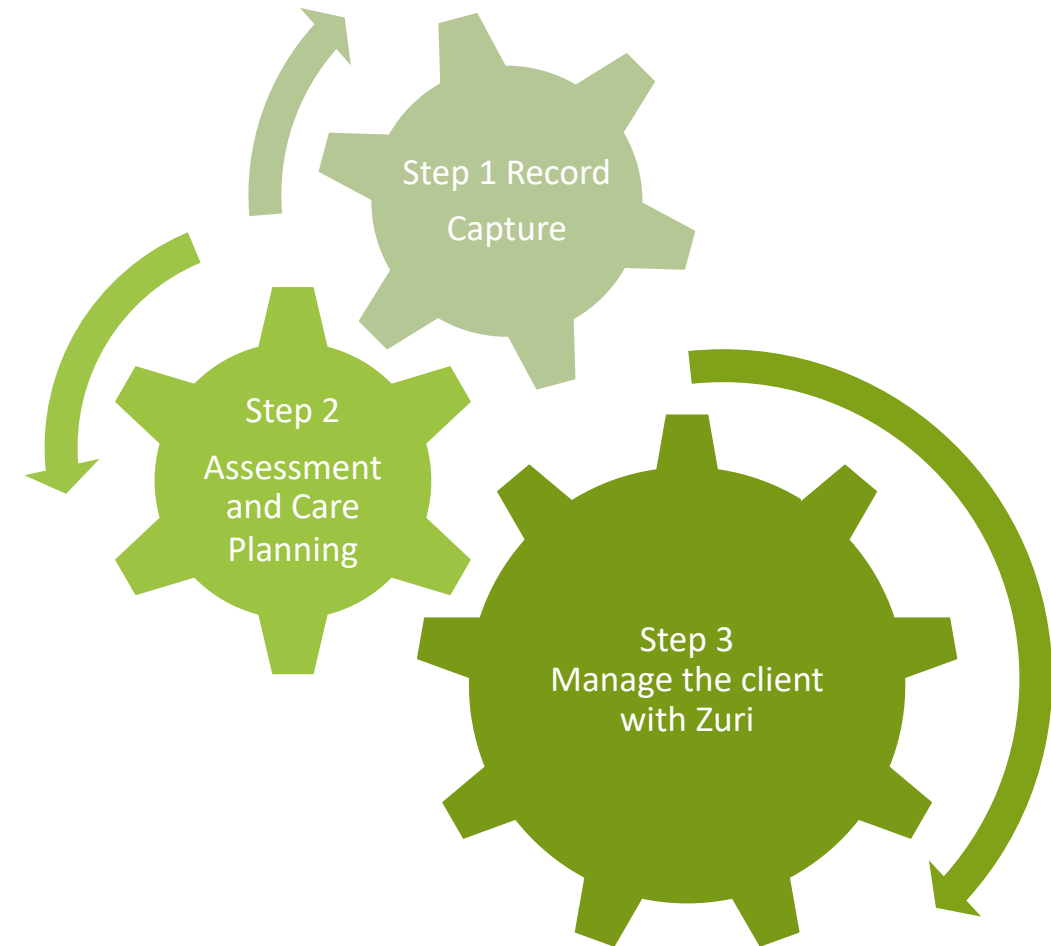 Step 1 Record
Capture
Step 2
Assessment
and Care
Planning
Step 3
Manage the client
with Zuri